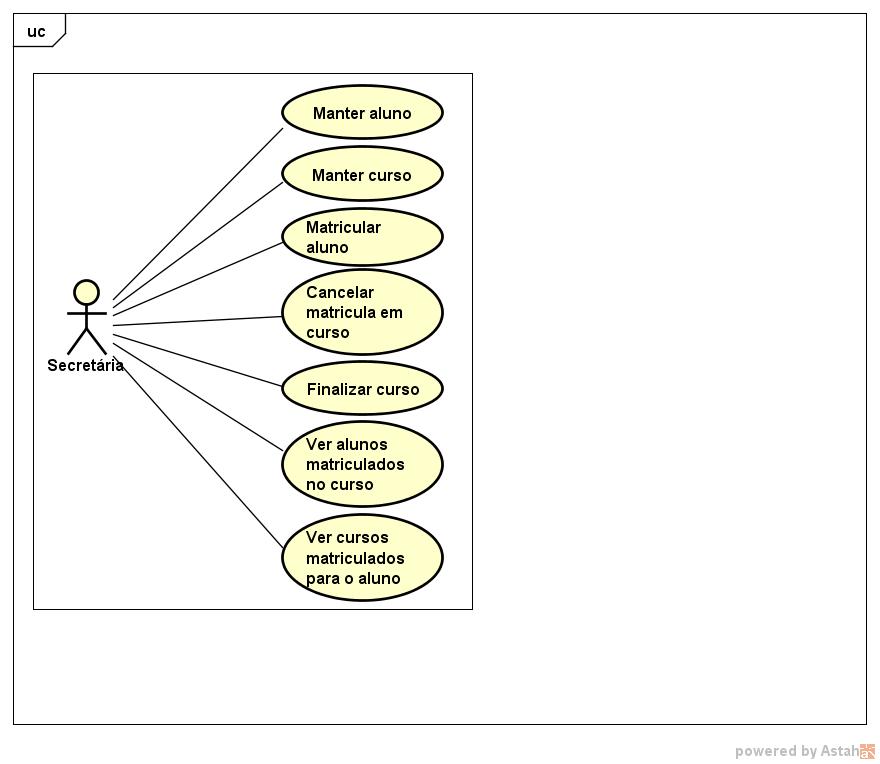 uc
Manter aluno
Manter curso
Matricular
aluno
Cancelar
matricula em
curso
Secretária
Finalizar curso
Ver alunos
matriculados
no curso
Ver cursos
matriculados
para o aluno
powered by Astah